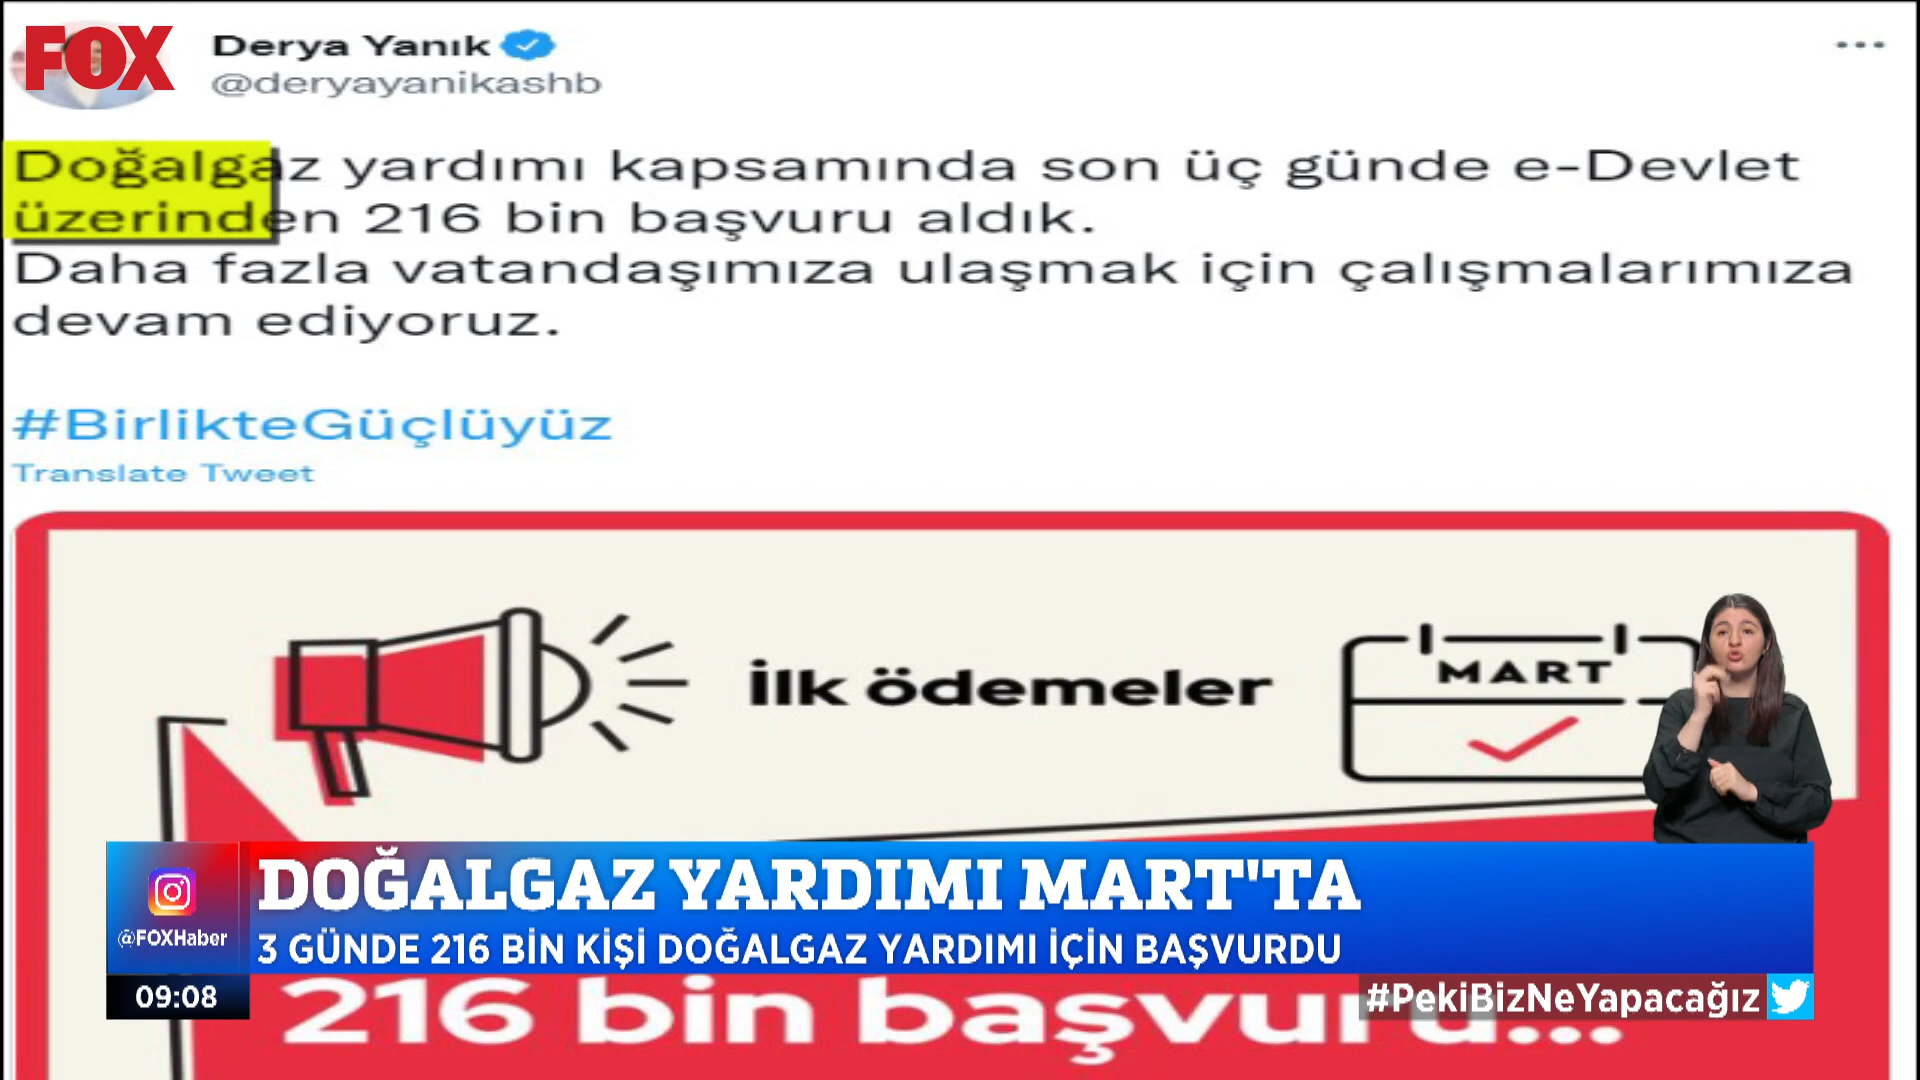 FOX
Derya Yanık
@deryayanikashb
Doğalgaz yardımı kapsamında son üç günde e-Devlet
üzerinden 216 bin başvuru aldık.
Daha fazla vatandaşımıza ulaşmak için çalışmalarımıza
devam ediyoruz.
#BirlikteGüçlüyüz
Translate Tweet
İlk ödemeler
MART
DOĞALGAZ YARDIMI MART'TA
@FOXHaber
3 GÜNDE 216 BİN KİŞİ DOĞALGAZ YARDIMI İÇİN BAŞVURDU
09:08
216 bin başvuru...
#PekiBizNeYapacağız